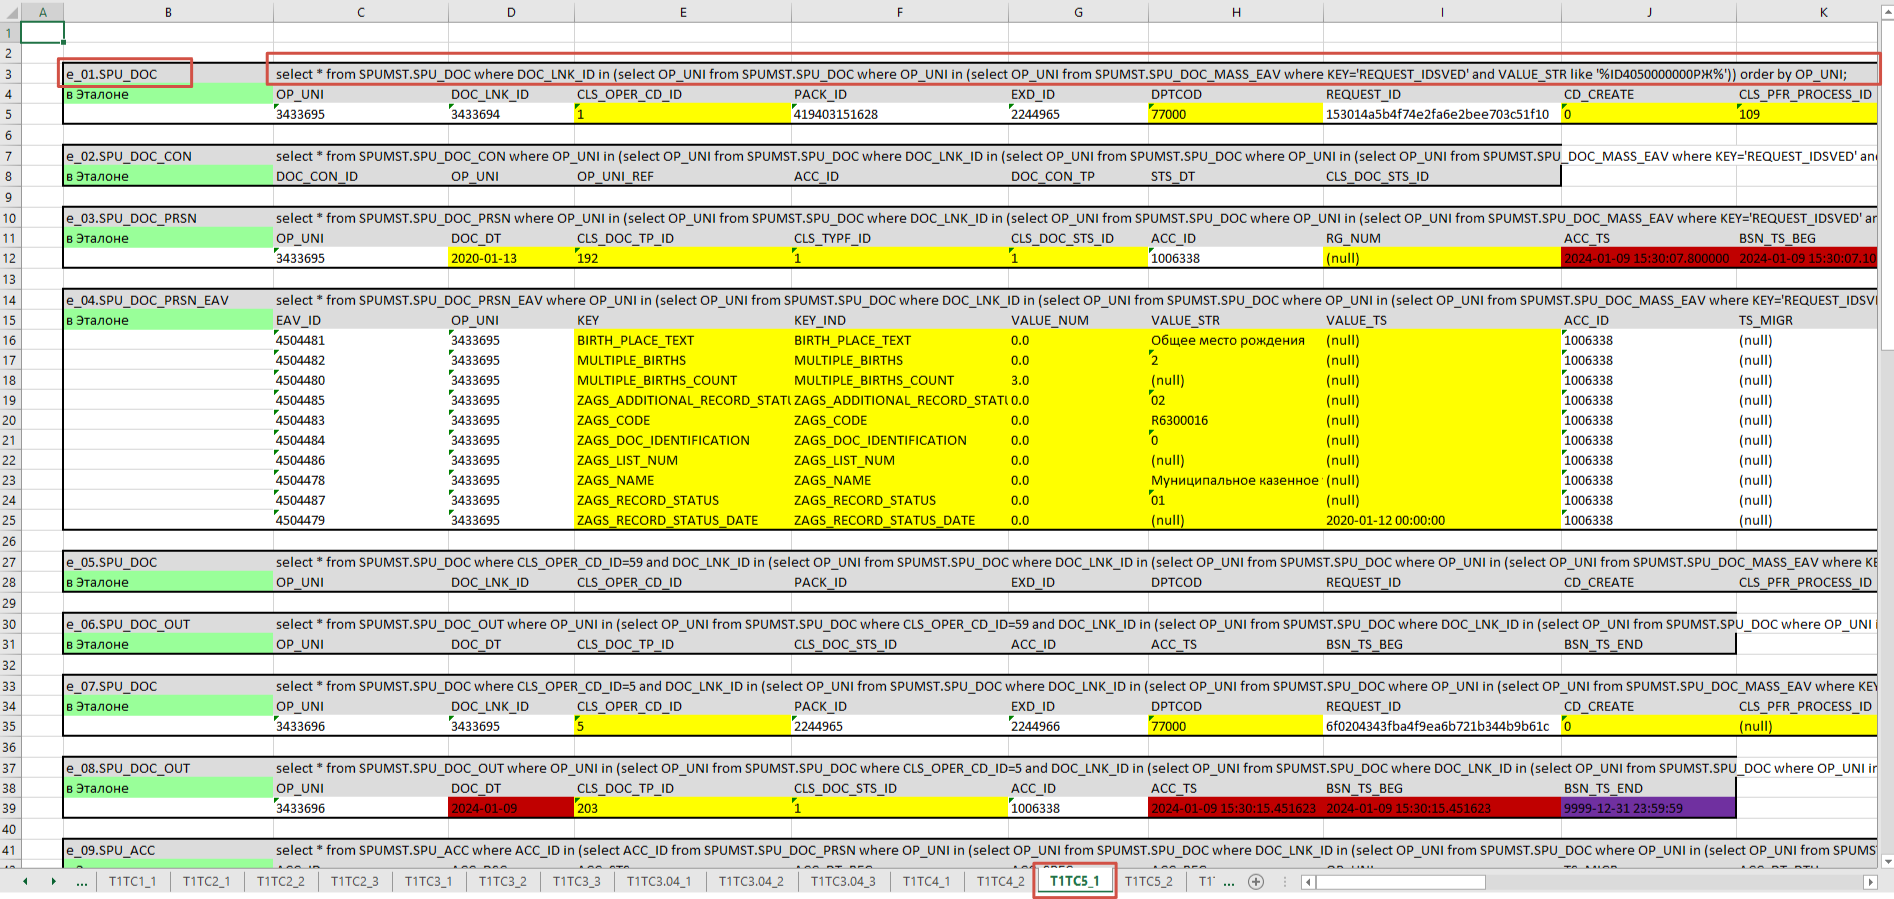 A B C D E F G H I J K
1
2
3 e_01.SPU_DOC select * from SPUMST.SPU_DOC where DOC_LNK_ID in (select OP_UNI from SPUMST.SPU_DOC where OP_UNI in (select OP_UNI from SPUMST.SPU_DOC_MASS_EAV where KEY='REQUEST_IDSVED' and VALUE_STR like '%ID4050000000РЖ%')) order by OP_UNI;
4 в Эталоне OP_UNI DOC_LNK_ID CLS_OPER_CD_ID PACK_ID EXD_ID DPTCOD REQUEST_ID CD_CREATE CLS_PFR_PROCESS_ID
5 3433695 3433694 1 419403151628 2244965 77000 153014a5b4f74e2fa6e2bee703c51f10 0 109
6
7 e_02.SPU_DOC_CON select * from SPUMST.SPU_DOC_CON where OP_UNI in (select OP_UNI from SPUMST.SPU_DOC where DOC_LNK_ID in (select OP_UNI from SPUMST.SPU_DOC where OP_UNI in (select OP_UNI from SPUMST.SPU_DOC_MASS_EAV where KEY='REQUEST_IDSVED' an
8 в Эталоне DOC_CON_ID OP_UNI OP_UNI_REF ACC_ID DOC_CON_TP STS_DT CLS_DOC_STS_ID
9
10 e_03.SPU_DOC_PRSN select * from SPUMST.SPU_DOC_PRSN where OP_UNI in (select OP_UNI from SPUMST.SPU_DOC where DOC_LNK_ID in (select OP_UNI from SPUMST.SPU_DOC where OP_UNI in (select OP_UNI from SPUMST.SPU_DOC_MASS_EAV where KEY='REQUEST_IDSVED' a
11 в Эталоне OP_UNI DOC_DT CLS_DOC_TP_ID CLS_TYPF_ID CLS_DOC_STS_ID ACC_ID RG_NUM ACC_TS BSN_TS_BEG
12 3433695 2020-01-13 192 1 1 1006338 (null) 2024-01-09 15:30:07.800000 2024-01-09 15:30:07.10
13
14 e_04.SPU_DOC_PRSN_EAV select * from SPUMST.SPU_DOC_PRSN_EAV where OP_UNI in (select OP_UNI from SPUMST.SPU_DOC where DOC_LNK_ID in (select OP_UNI from SPUMST.SPU_DOC where OP_UNI in (select OP_UNI from SPUMST.SPU_DOC_MASS_EAV where KEY='REQUEST_IDSV
15 в Эталоне EAV_ID OP_UNI KEY KEY_IND VALUE_NUM VALUE_STR VALUE_TS ACC_ID TS_MIGR
16 4504481 3433695 BIRTH_PLACE_TEXT BIRTH_PLACE_TEXT 0.0 Общее место рождения (null) 1006338 (null)
17 4504482 3433695 MULTIPLE_BIRTHS MULTIPLE_BIRTHS 0.0 2 (null) 1006338 (null)
18 4504480 3433695 MULTIPLE_BIRTHS_COUNT MULTIPLE_BIRTHS_COUNT 3.0 (null) (null) 1006338 (null)
19 4504485 3433695 ZAGS_ADDITIONAL_RECORD_STATU ZAGS_ADDITIONAL_RECORD_STATU 0.0 02 (null) 1006338 (null)
20 4504483 3433695 ZAGS_CODE ZAGS_CODE 0.0 R6300016 (null) 1006338 (null)
21 4504484 3433695 ZAGS_DOC_IDENTIFICATION ZAGS_DOC_IDENTIFICATION 0.0 0 (null) 1006338 (null)
22 4504486 3433695 ZAGS_LIST_NUM ZAGS_LIST_NUM 0.0 (null) (null) 1006338 (null)
23 4504478 3433695 ZAGS_NAME ZAGS_NAME 0.0 Муниципальное казенное (null) 1006338 (null)
24 4504487 3433695 ZAGS_RECORD_STATUS ZAGS_RECORD_STATUS 0.0 01 (null) 1006338 (null)
25 4504479 3433695 ZAGS_RECORD_STATUS_DATE ZAGS_RECORD_STATUS_DATE 0.0 (null) 2020-01-12 00:00:00 1006338 (null)
26
27 e_05.SPU_DOC select * from SPUMST.SPU_DOC where CLS_OPER_CD_ID=59 and DOC_LNK_ID in (select OP_UNI from SPUMST.SPU_DOC where DOC_LNK_ID in (select OP_UNI from SPUMST.SPU_DOC where OP_UNI in (select OP_UNI from SPUMST.SPU_DOC_MASS_EAV where KE
28 в Эталоне OP_UNI DOC_LNK_ID CLS_OPER_CD_ID PACK_ID EXD_ID DPTCOD REQUEST_ID CD_CREATE CLS_PFR_PROCESS_ID
29
30 e_06.SPU_DOC_OUT select * from SPUMST.SPU_DOC_OUT where OP_UNI in (select OP_UNI from SPUMST.SPU_DOC where CLS_OPER_CD_ID=59 and DOC_LNK_ID in (select OP_UNI from SPUMST.SPU_DOC where DOC_LNK_ID in (select OP_UNI from SPUMST.SPU_DOC where OP_UNI i
31 в Эталоне OP_UNI DOC_DT CLS_DOC_TP_ID CLS_DOC_STS_ID ACC_ID ACC_TS BSN_TS_BEG BSN_TS_END
32
33 e_07.SPU_DOC select * from SPUMST.SPU_DOC where CLS_OPER_CD_ID=5 and DOC_LNK_ID in (select OP_UNI from SPUMST.SPU_DOC where DOC_LNK_ID in (select OP_UNI from SPUMST.SPU_DOC where OP_UNI in (select OP_UNI from SPUMST.SPU_DOC_MASS_EAV where KEY
34 в Эталоне OP_UNI DOC_LNK_ID CLS_OPER_CD_ID PACK_ID EXD_ID DPTCOD REQUEST_ID CD_CREATE CLS_PFR_PROCESS_ID
35 3433696 3433695 5 2244965 2244966 77000 6f0204343fba4f9ea6b721b344b9b61c 0 (null)
36
37 e_08.SPU_DOC_OUT select * from SPUMST.SPU_DOC_OUT where OP_UNI in (select OP_UNI from SPUMST.SPU_DOC where CLS_OPER_CD_ID=5 and DOC_LNK_ID in (select OP_UNI from SPUMST.SPU_DOC where DOC_LNK_ID in (select OP_UNI from SPUMST.SPU_DOC where OP_UNI in
38 в Эталоне OP_UNI DOC_DT CLS_DOC_TP_ID CLS_DOC_STS_ID ACC_ID ACC_TS BSN_TS_BEG BSN_TS_END
39 3433696 2024-01-09 203 1 1006338 2024-01-09 15:30:15.451623 2024-01-09 15:30:15.451623 9999-12-31 23:59:59
40
41 e_09.SPU_ACC select * from SPUMST.SPU_ACC where ACC_ID in (select ACC_ID from SPUMST.SPU_DOC_PRSN where OP_UNI in (select OP_UNI from SPUMST.SPU_DOC where DOC_LNK_ID in (select OP_UNI from SPUMST.SPU_DOC where OP_UNI in (select OP_UNI from SPUMST
... T1TC1_1 T1TC2_1 T1TC2_2 T1TC2_3 T1TC3_1 T1TC3_2 T1TC3_3 T1TC3.04_1 T1TC3.04_2 T1TC3.04_3 T1TC4_1 T1TC4_2 T1TC5_1 T1TC5_2 T1 ...